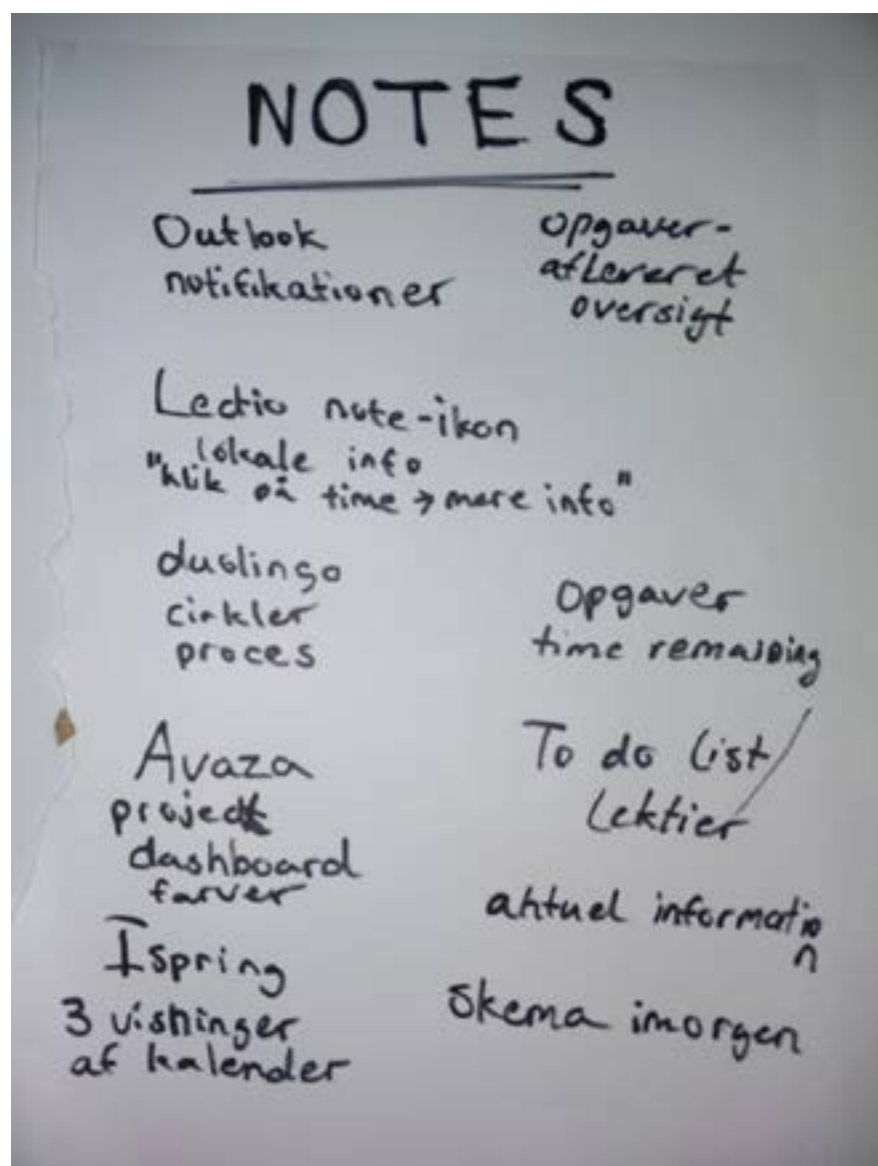 NOTES
Outlook
notifikationer
opgaver-
afleveret
oversigt
Lectio note-ikon
"lokale info
klik på time → mere info"
duolingo
cirkler
proces
opgaver
time remaining
Avaza
projekt
dashboard
farver
To do list/
lektier
aktuel information
Ispring
3 visninger
af kalender
Skema imorgen